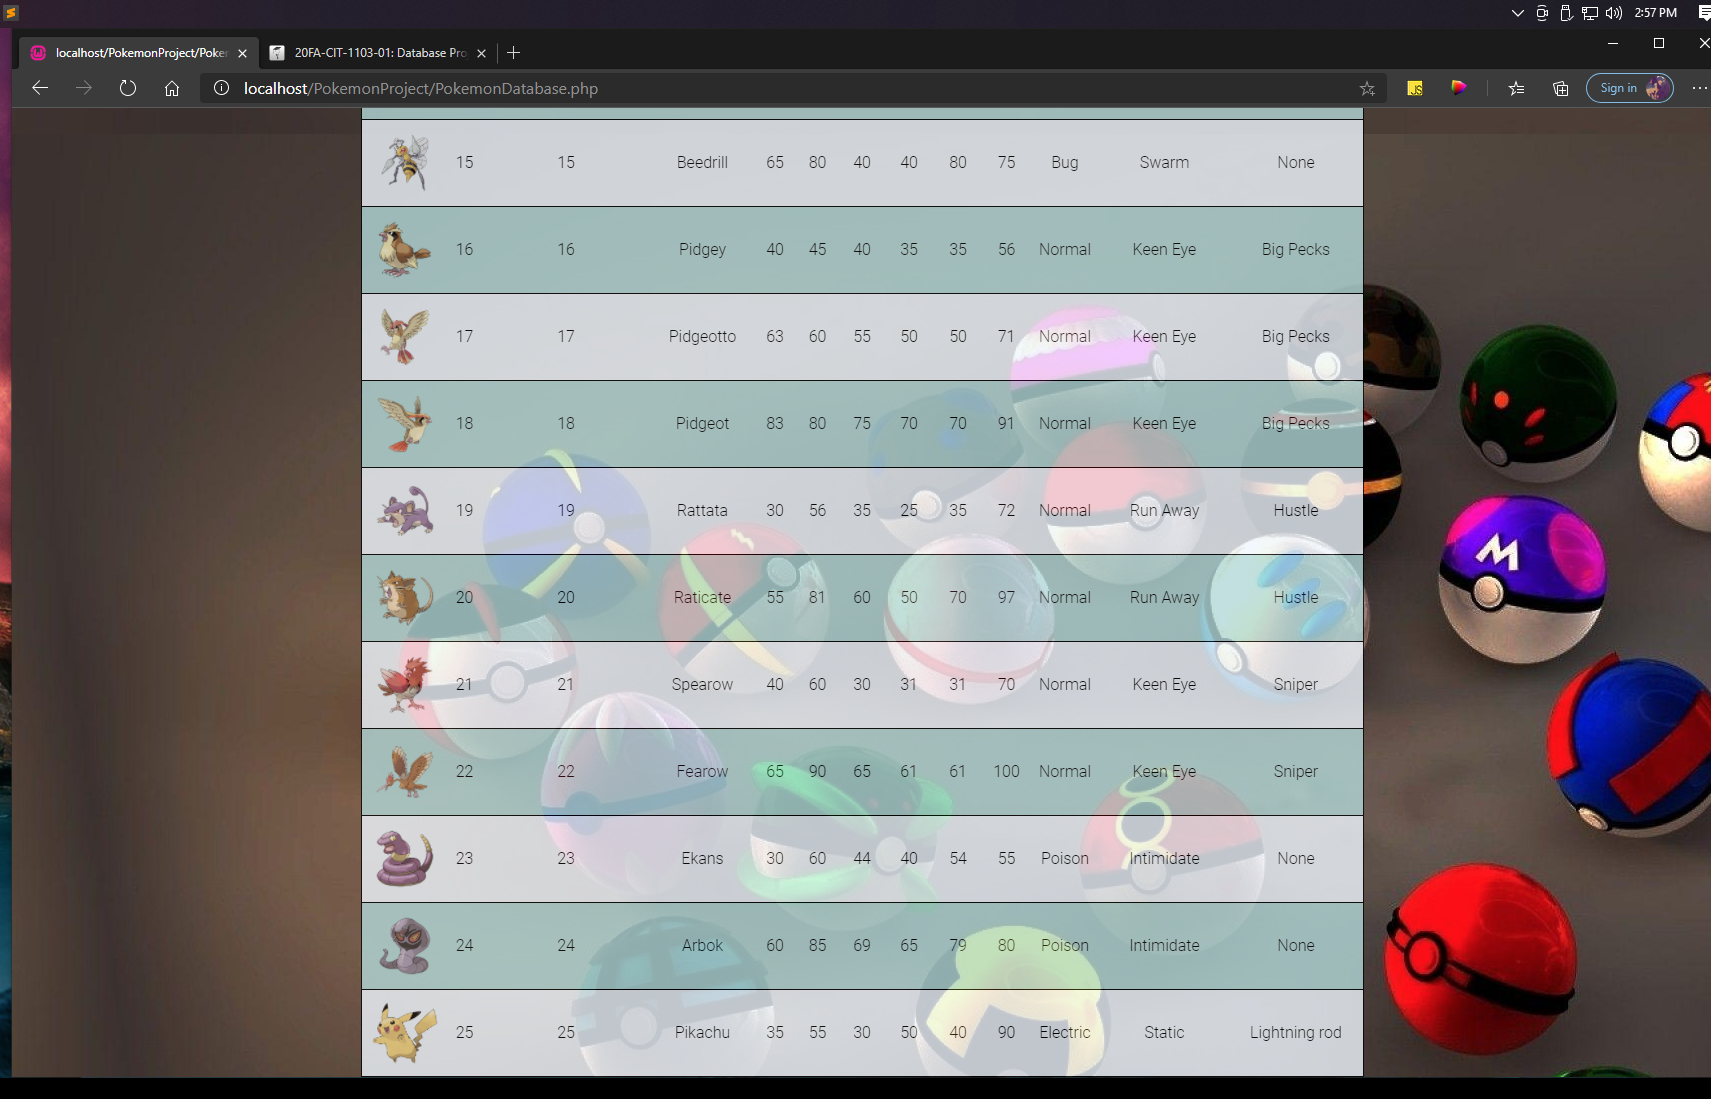 2:57 PM
localhost/PokemonProject/Poker
20FA-CIT-1103-01: Database Pro
localhost/PokemonProject/PokemonDatabase.php
JS
Sign in
15 15 Beedrill 65 80 40 40 80 75 Bug Swarm None
16 16 Pidgey 40 45 40 35 35 56 Normal Keen Eye Big Pecks
17 17 Pidgeotto 63 60 55 50 50 71 Normal Keen Eye Big Pecks
18 18 Pidgeot 83 80 75 70 70 91 Normal Keen Eye Big Pecks
19 19 Rattata 30 56 35 25 35 72 Normal Run Away Hustle
M
20 20 Raticate 55 81 60 50 70 97 Normal Run Away Hustle
21 21 Spearow 40 60 30 31 31 70 Normal Keen Eye Sniper
22 22 Fearow 65 90 65 61 61 100 Normal Keen Eye Sniper
23 23 Ekans 30 60 44 40 54 55 Poison Intimidate None
24 24 Arbok 60 85 69 65 79 80 Poison Intimidate None
25 25 Pikachu 35 55 30 50 40 90 Electric Static Lightning rod